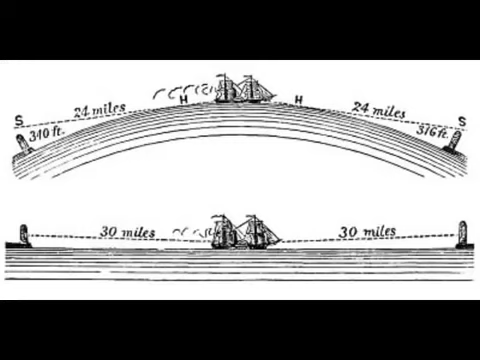 S 24 miles H H 24 miles S
310 ft. 316 ft.
30 miles 30 miles